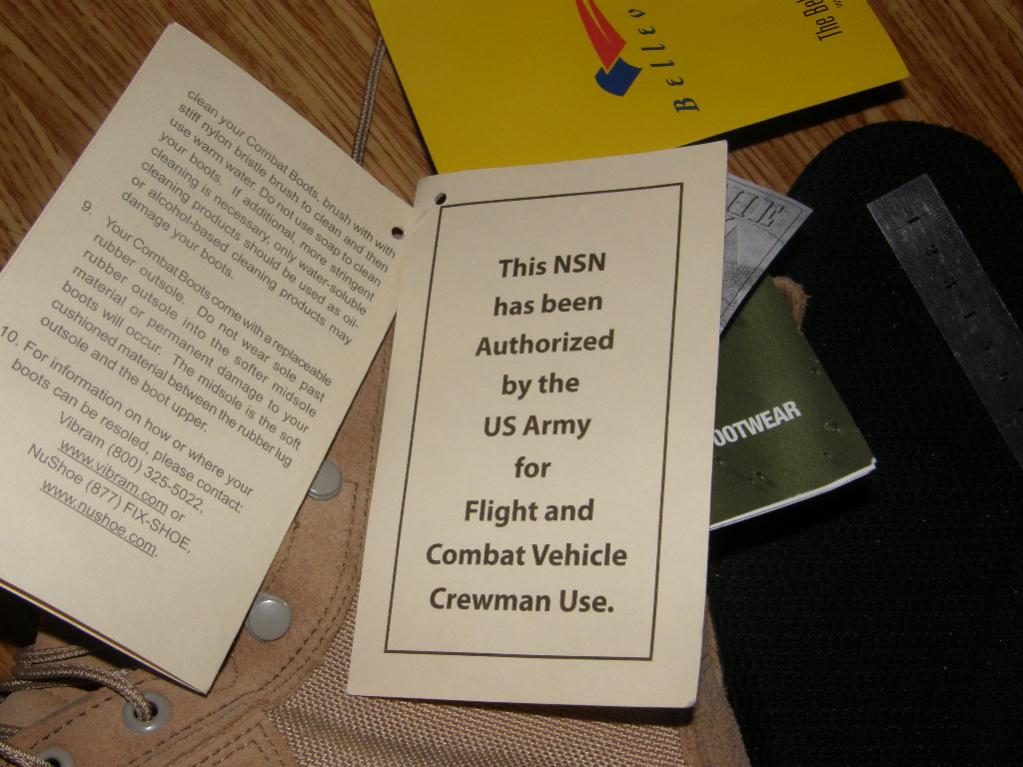 clean your Combat Boots, brush with with
stiff nylon bristle brush to clean and then
use warm water. Do not use soap to clean
your boots. If additional, more stringent
cleaning is necessary, only water-soluble
cleaning products should be used as oil-
or alcohol-based cleaning products may
damage your boots.
9. Your Combat Boots come with a replaceable
rubber outsole. Do not wear sole past
rubber outsole into the softer midsole
material or permanent damage to your
boots will occur. The midsole is the soft
cushioned material between the rubber lug
outsole and the boot upper.
10. For information on how or where your
boots can be resoled, please contact:
Vibram (800) 325-5022,
www.vibram.com or
NuShoe (877) FIX-SHOE,
www.nushoe.com.
This NSN
has been
Authorized
by the
US Army
for
Flight and
Combat Vehicle
Crewman Use.
Bellev
The Bel
HE
OOTWEAR
1
2
3